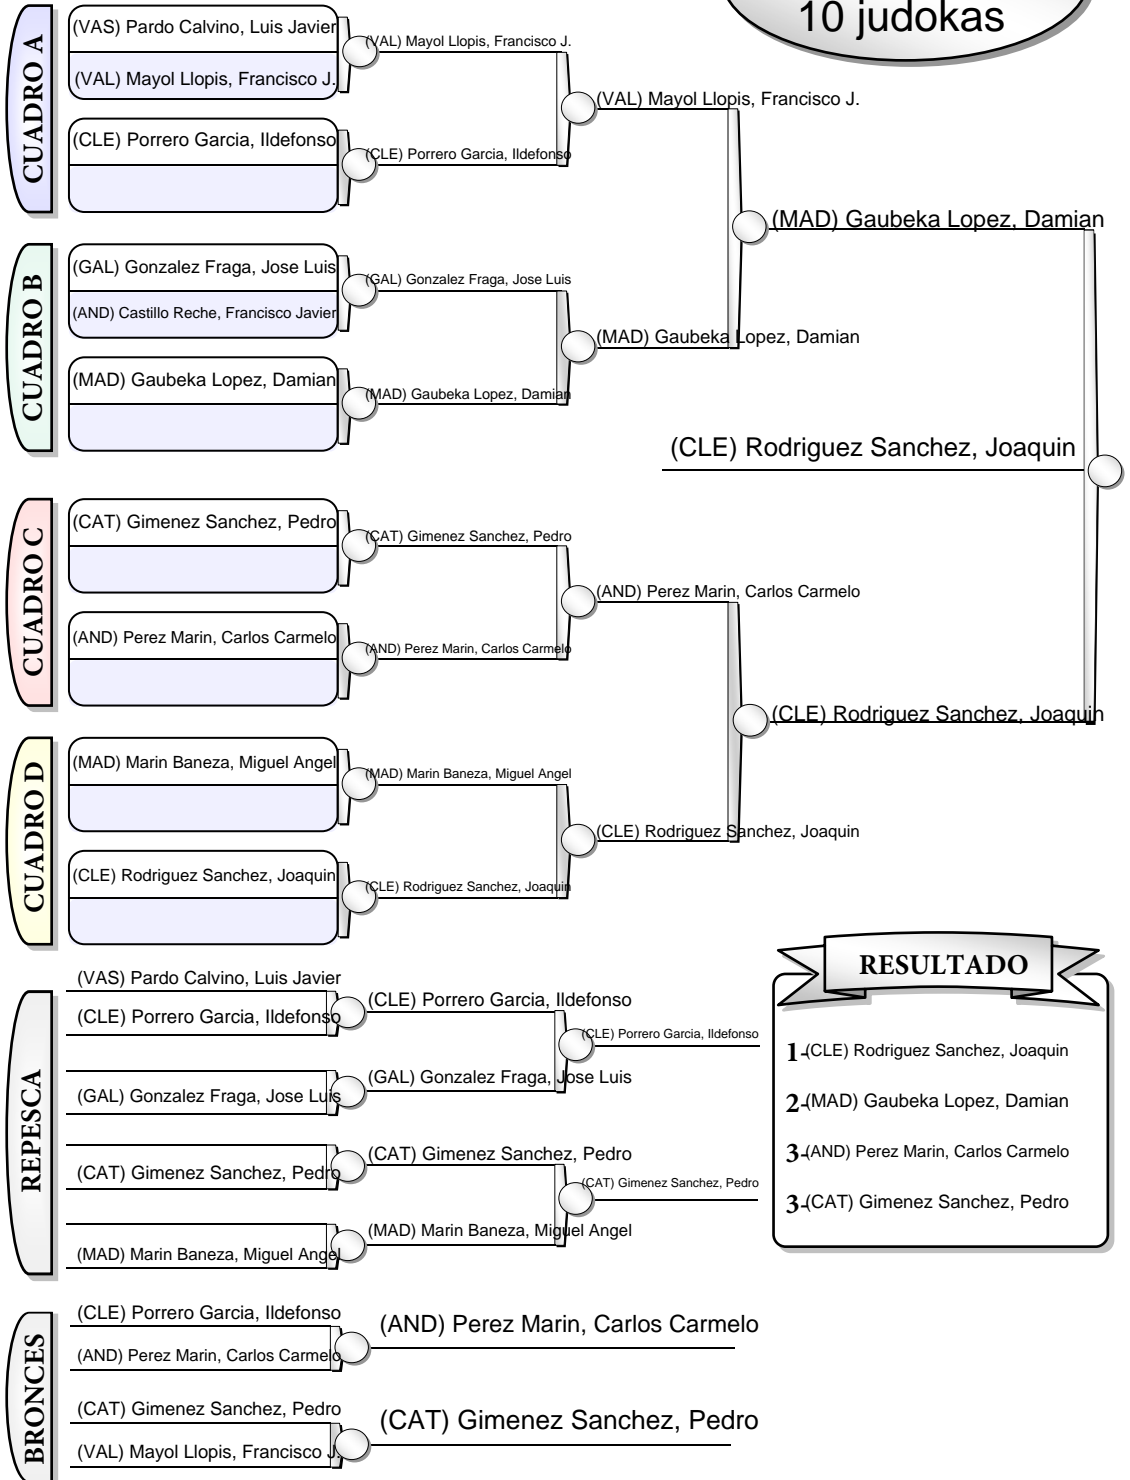 10 judokas
CUADRO A
(VAS) Pardo Calvino, Luis Javier
(VAL) Mayol Llopis, Francisco J.
(CLE) Porrero Garcia, Ildefonso
(VAL) Mayol Llopis, Francisco J.
(CLE) Porrero Garcia, Ildefonso
(VAL) Mayol Llopis, Francisco J.
(MAD) Gaubeka Lopez, Damian
CUADRO B
(GAL) Gonzalez Fraga, Jose Luis
(AND) Castillo Reche, Francisco Javier
(MAD) Gaubeka Lopez, Damian
(GAL) Gonzalez Fraga, Jose Luis
(MAD) Gaubeka Lopez, Damian
(MAD) Gaubeka Lopez, Damian
(CLE) Rodriguez Sanchez, Joaquin
CUADRO C
(CAT) Gimenez Sanchez, Pedro
(AND) Perez Marin, Carlos Carmelo
(CAT) Gimenez Sanchez, Pedro
(AND) Perez Marin, Carlos Carmelo
(AND) Perez Marin, Carlos Carmelo
(CLE) Rodriguez Sanchez, Joaquin
CUADRO D
(MAD) Marin Baneza, Miguel Angel
(CLE) Rodriguez Sanchez, Joaquin
(MAD) Marin Baneza, Miguel Angel
(CLE) Rodriguez Sanchez, Joaquin
(CLE) Rodriguez Sanchez, Joaquin
REPESCA
(VAS) Pardo Calvino, Luis Javier
(CLE) Porrero Garcia, Ildefonso
(GAL) Gonzalez Fraga, Jose Luis
(CAT) Gimenez Sanchez, Pedro
(MAD) Marin Baneza, Miguel Angel
(CLE) Porrero Garcia, Ildefonso
(GAL) Gonzalez Fraga, Jose Luis
(CAT) Gimenez Sanchez, Pedro
(MAD) Marin Baneza, Miguel Angel
(CLE) Porrero Garcia, Ildefonso
(CAT) Gimenez Sanchez, Pedro
RESULTADO
1-(CLE) Rodriguez Sanchez, Joaquin
2-(MAD) Gaubeka Lopez, Damian
3-(AND) Perez Marin, Carlos Carmelo
3-(CAT) Gimenez Sanchez, Pedro
BRONCES
(CLE) Porrero Garcia, Ildefonso
(AND) Perez Marin, Carlos Carmelo
(CAT) Gimenez Sanchez, Pedro
(VAL) Mayol Llopis, Francisco J.
(AND) Perez Marin, Carlos Carmelo
(CAT) Gimenez Sanchez, Pedro